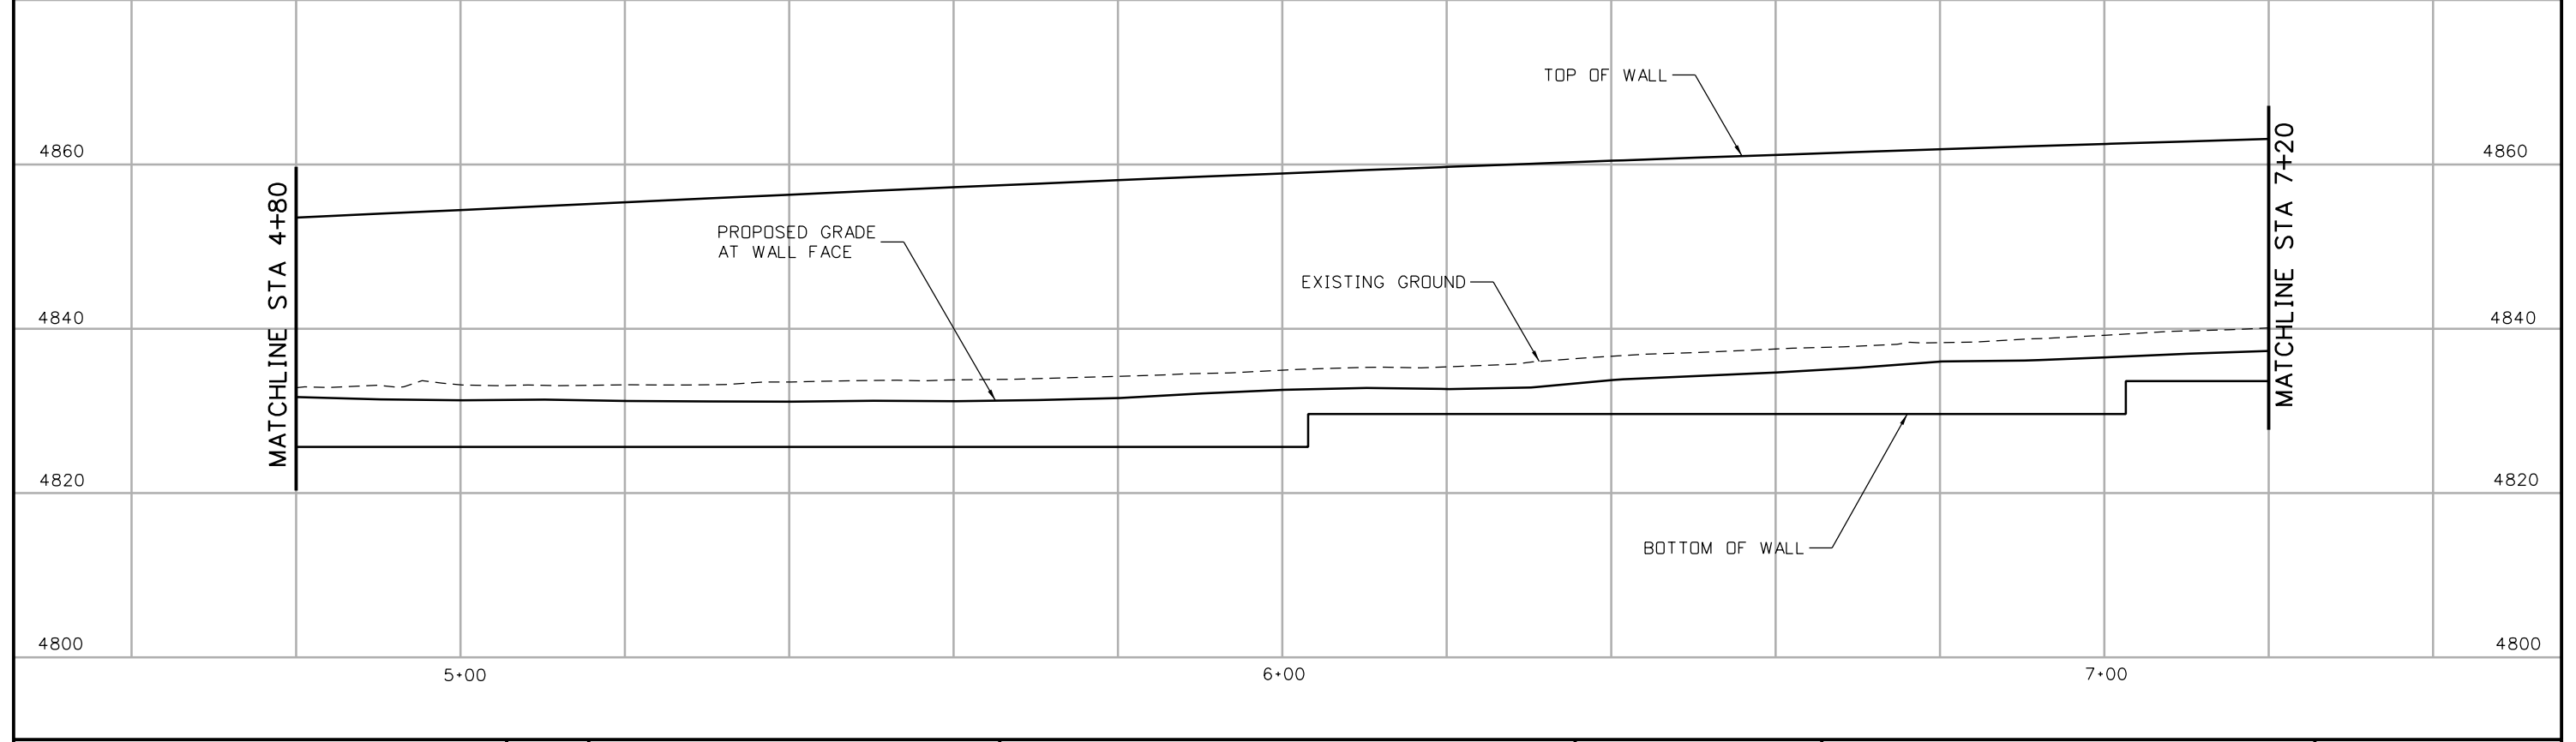 TOP OF WALL
4860
4860
MATCHLINE STA 4+80
MATCHLINE STA 7+20
PROPOSED GRADE
AT WALL FACE
EXISTING GROUND
4840
4840
4820
4820
BOTTOM OF WALL
4800
4800
5+00
6+00
7+00